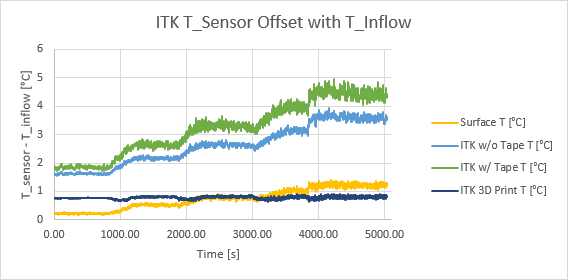 ITK T_Sensor Offset with T_Inflow
6
5
4
3
2
1
0
T_sensor - T_inflow [°C]
0.00 1000.00 2000.00 3000.00 4000.00 5000.00
Time [s]
Surface T [°C]
ITK w/o Tape T [°C]
ITK w/ Tape T [°C]
ITK 3D Print T [°C]